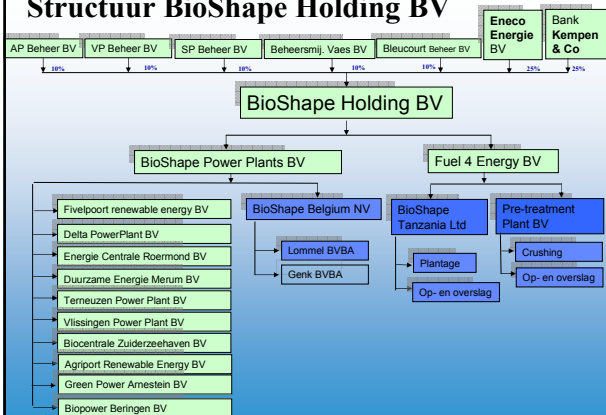 Structuur BioShape Holding BV
AP Beheer BV
VP Beheer BV
SP Beheer BV
Beheersmij. Vaes BV
Bleucourt Beheer BV
Eneco
Energie
BV
Bank
Kempen
& Co
10%
10%
10%
10%
10%
25%
25%
BioShape Holding BV
BioShape Power Plants BV
Fuel 4 Energy BV
Fivelpoort renewable energy BV
Delta PowerPlant BV
Energie Centrale Roermond BV
Duurzame Energie Merum BV
Terneuzen Power Plant BV
Vlissingen Power Plant BV
Biocentrale Zuiderzeehaven BV
Agriport Renewable Energy BV
Green Power Arnestein BV
Biopower Beringen BV
BioShape Belgium NV
Lommel BVBA
Genk BVBA
BioShape
Tanzania Ltd
Plantage
Op- en overslag
Pre-treatment
Plant BV
Crushing
Op- en overslag